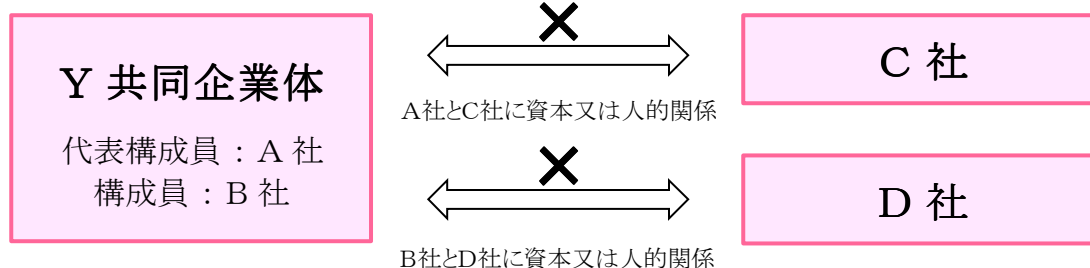 Y 共同企業体
代表構成員：A 社
構成員：B 社
A社とC社に資本又は人的関係
B社とD社に資本又は人的関係
C 社
D 社